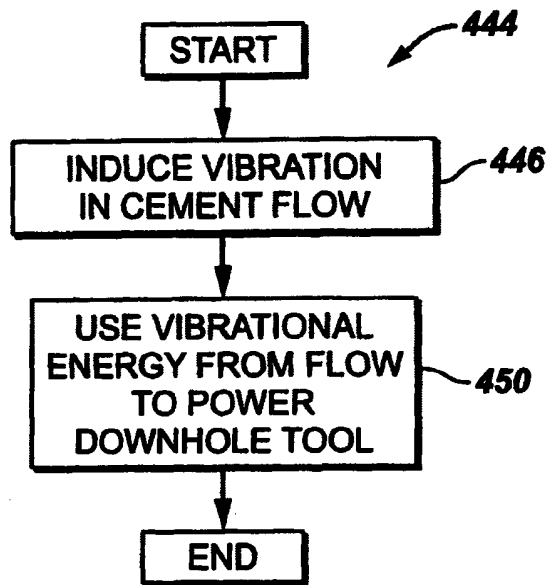 444
START
INDUCE VIBRATION
IN CEMENT FLOW
446
USE VIBRATIONAL
ENERGY FROM FLOW
TO POWER
DOWNHOLE TOOL
450
END